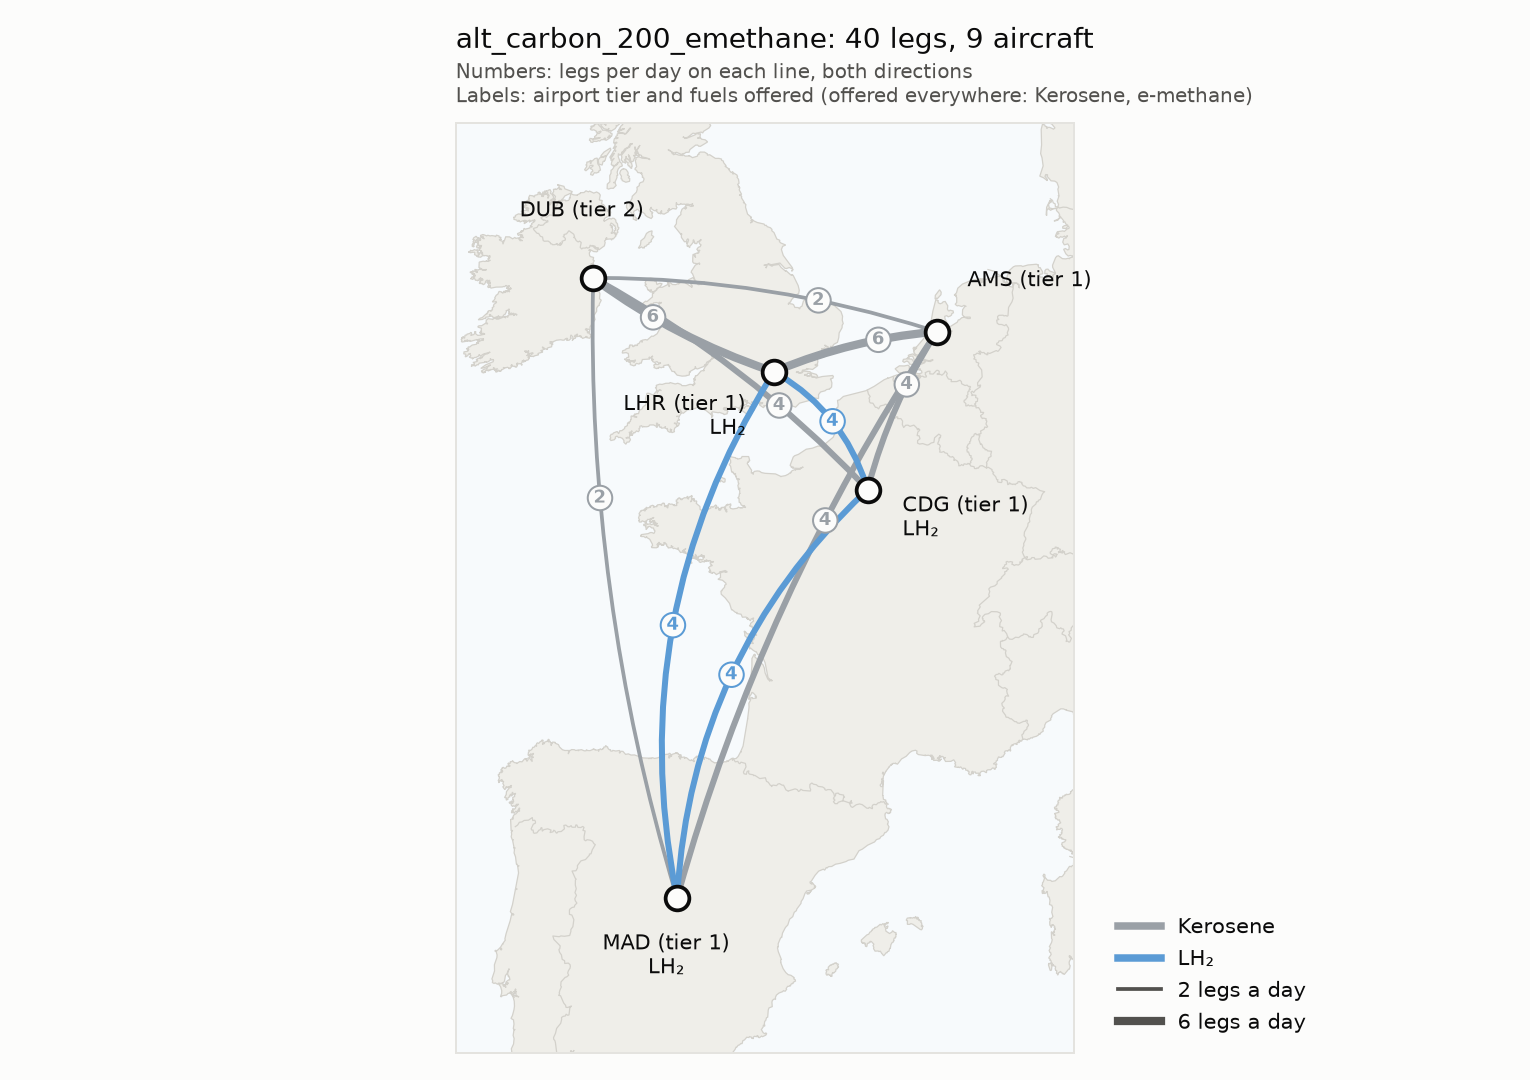 alt_carbon_200_emethane: 40 legs, 9 aircraft
Numbers: legs per day on each line, both directions
Labels: airport tier and fuels offered (offered everywhere: Kerosene, e-methane)
DUB (tier 2)
AMS (tier 1)
2
6
6
4
LHR (tier 1)
LH₂
4
4
2
CDG (tier 1)
LH₂
4
4
4
MAD (tier 1)
LH₂
Kerosene
LH₂
2 legs a day
6 legs a day